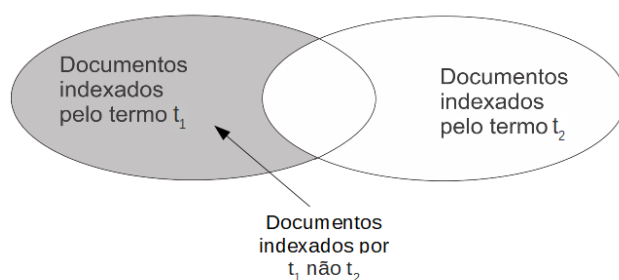 Documentos
indexados
pelo termo t₁
Documentos
indexados
pelo termo t₂
Documentos
indexados por
t₁ não t₂